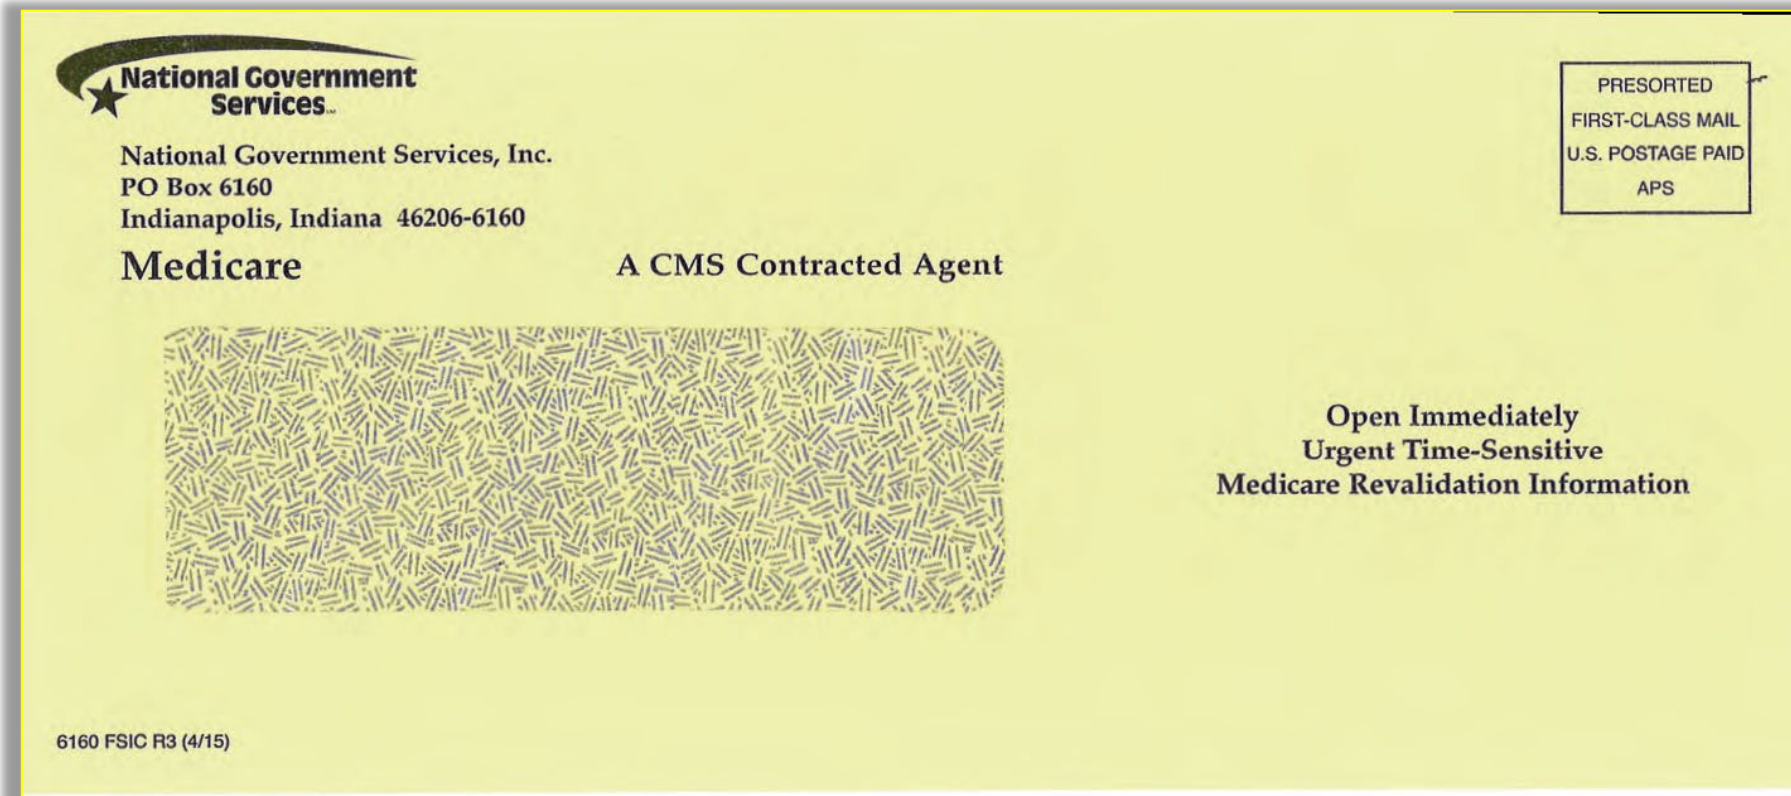 National Government
Services
National Government Services, Inc.
PO Box 6160
Indianapolis, Indiana 46206-6160
Medicare
A CMS Contracted Agent
PRESORTED
FIRST-CLASS MAIL
U.S. POSTAGE PAID
APS
Open Immediately
Urgent Time-Sensitive
Medicare Revalidation Information
6160 FSIC R3 (4/15)